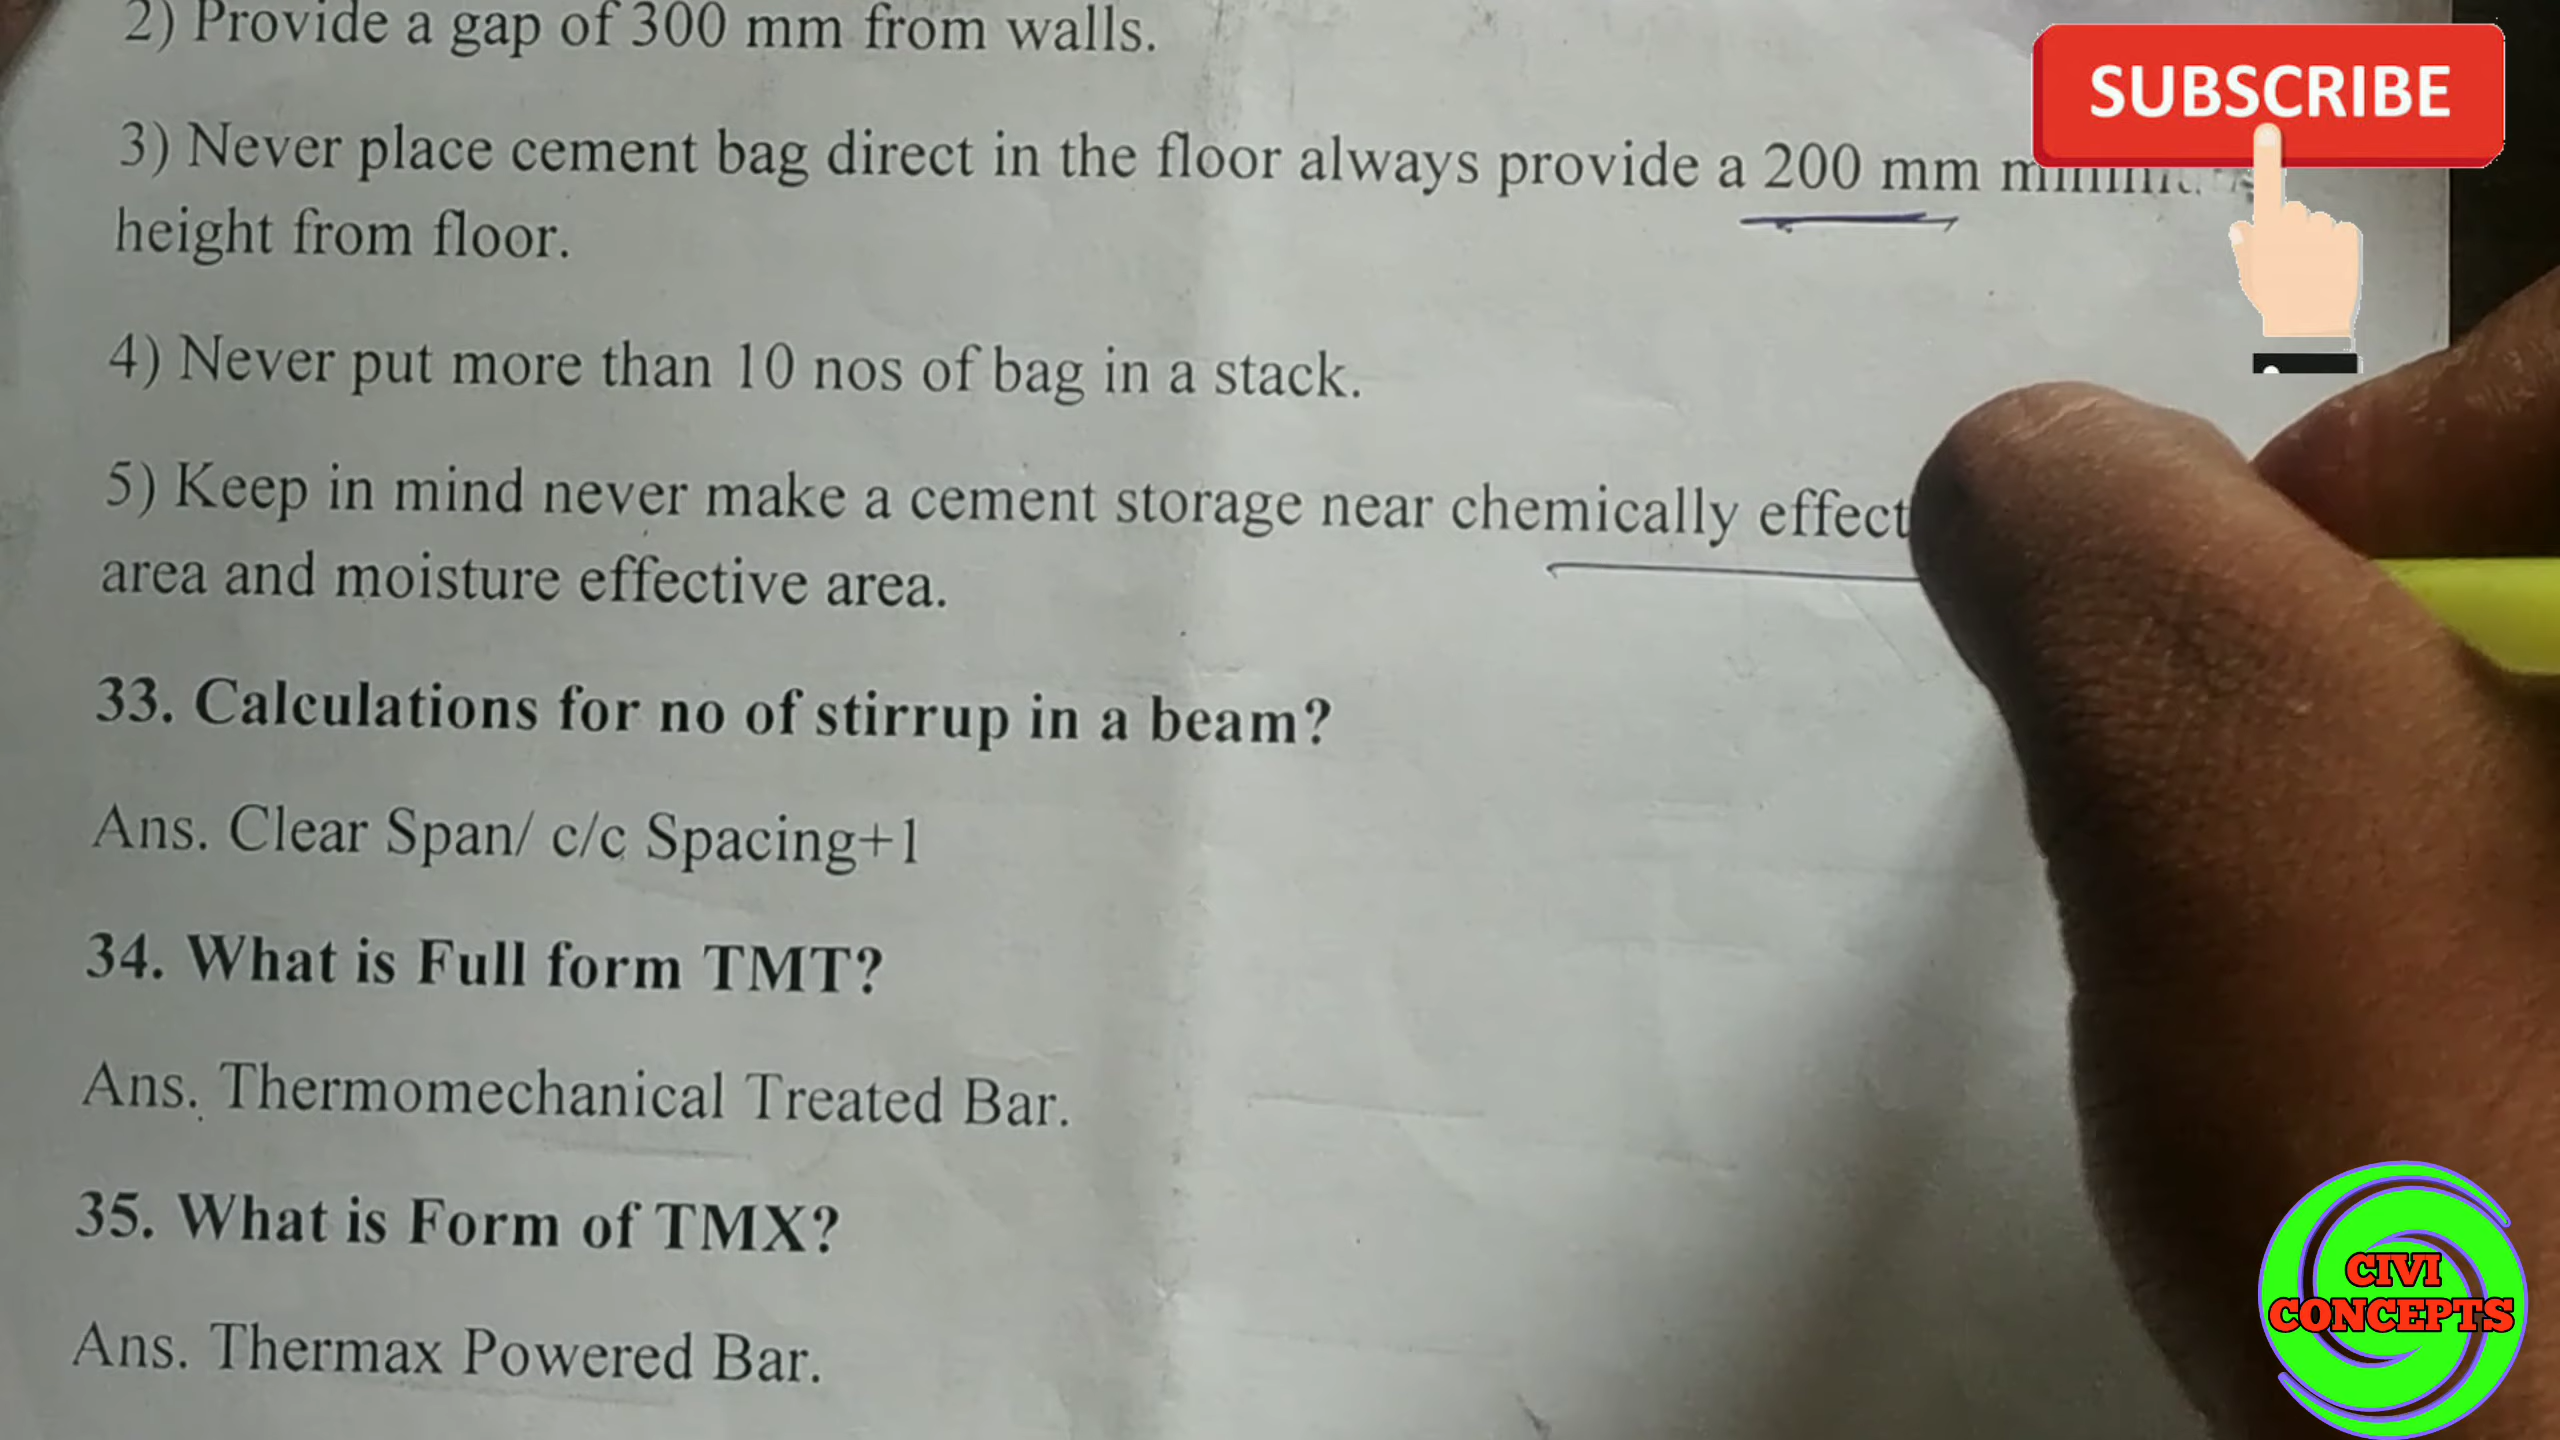 2) Provide a gap of 300 mm from walls.
SUBSCRIBE
3) Never place cement bag direct in the floor always provide a 200 mm
height from floor.
4) Never put more than 10 nos of bag in a stack.
5) Keep in mind never make a cement storage near chemically effect
area and moisture effective area.
33. Calculations for no of stirrup in a beam?
Ans. Clear Span/ c/c Spacing+1
34. What is Full form TMT?
Ans. Thermomechanical Treated Bar.
35. What is Form of TMX?
Ans. Thermax Powered Bar.
CIVI
CONCEPTS